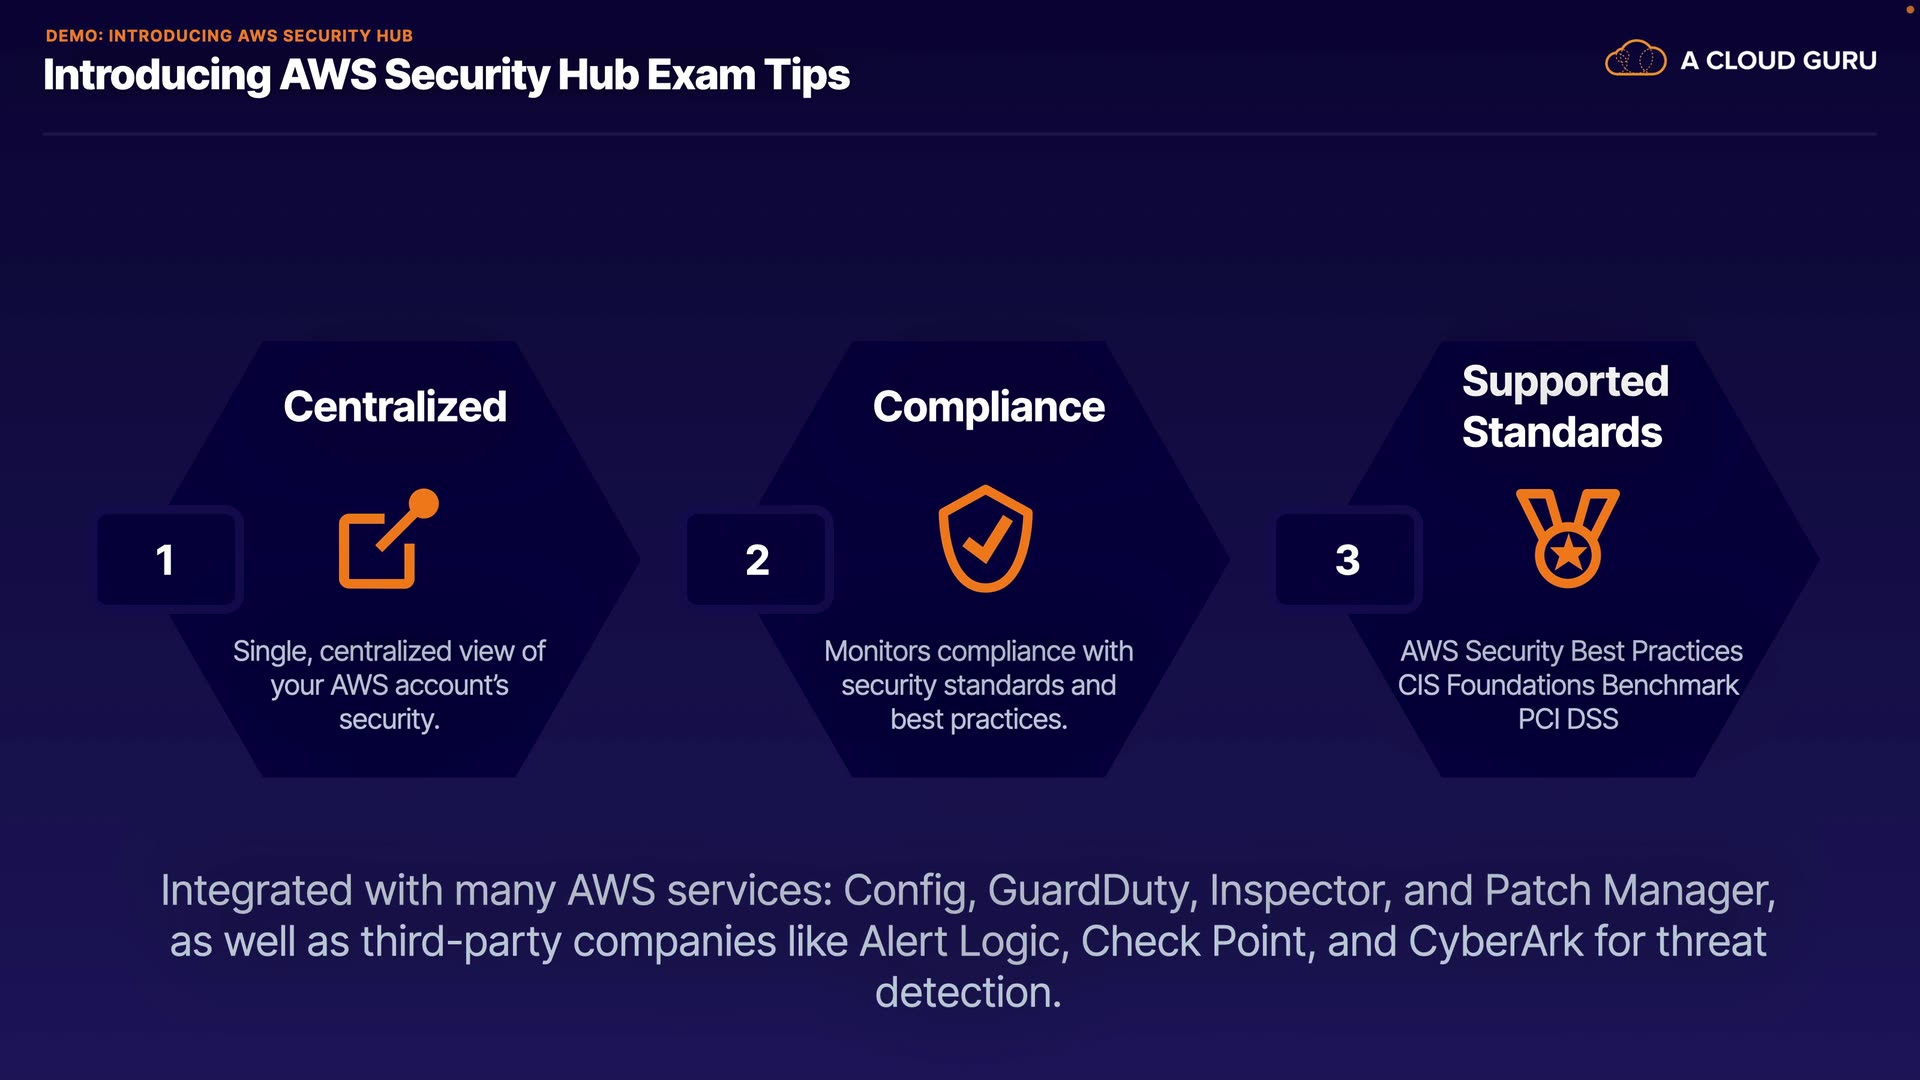 DEMO: INTRODUCING AWS SECURITY HUB
Introducing AWS Security Hub Exam Tips
A CLOUD GURU
1
Centralized
Single, centralized view of
your AWS account’s
security.
2
Compliance
Monitors compliance with
security standards and
best practices.
3
Supported
Standards
AWS Security Best Practices
CIS Foundations Benchmark
PCI DSS
Integrated with many AWS services: Config, GuardDuty, Inspector, and Patch Manager,
as well as third-party companies like Alert Logic, Check Point, and CyberArk for threat
detection.